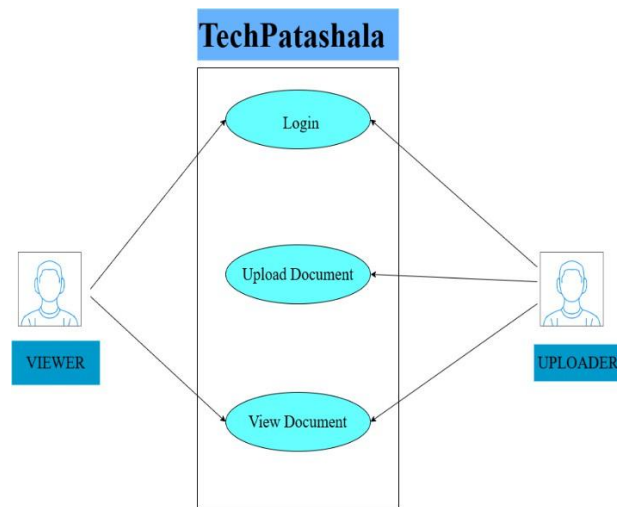 TechPatashala
Login
Upload Document
VIEWER
UPLOADER
View Document